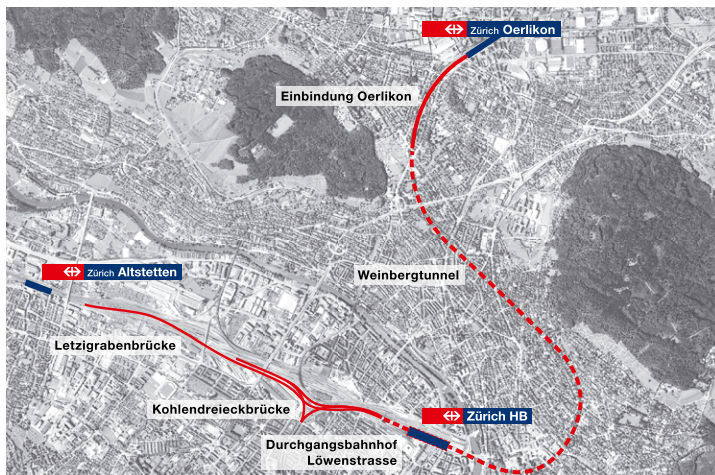 Zürich Oerlikon
Einbindung Oerlikon
Weinbergtunnel
Zürich Altstetten
Letzigrabenbrücke
Kohlendreieckbrücke
Zürich HB
Durchgangsbahnhof
Löwenstrasse